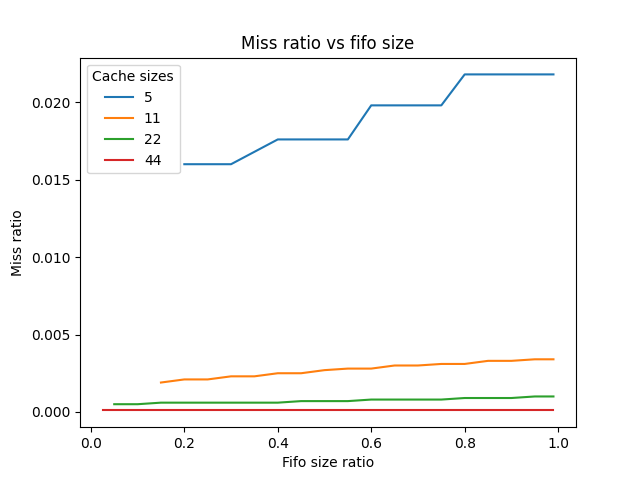 Miss ratio vs fifo size
Cache sizes
5
11
22
44
0.020
0.015
0.010
0.005
0.000
Miss ratio
0.0 0.2 0.4 0.6 0.8 1.0
Fifo size ratio